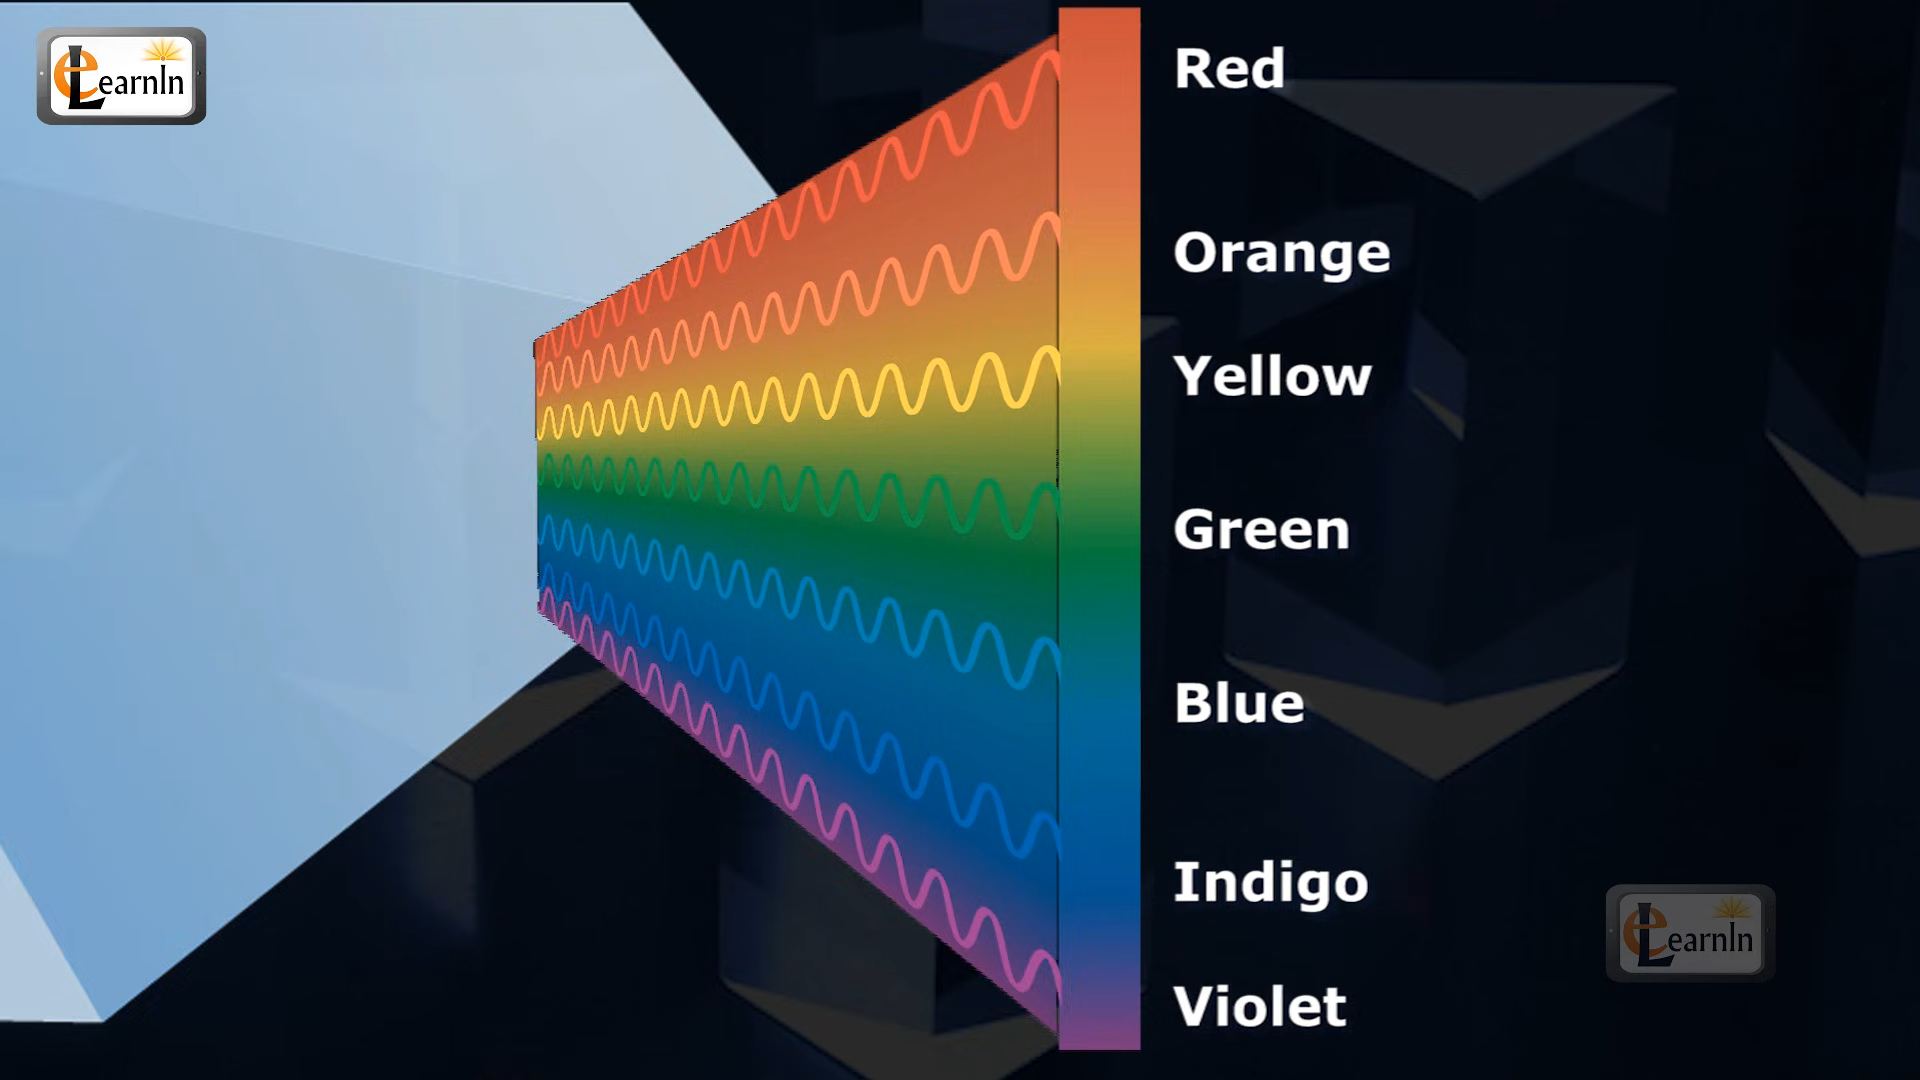 eLearnIn
Red
Orange
Yellow
Green
Blue
Indigo
Violet
eLearnIn